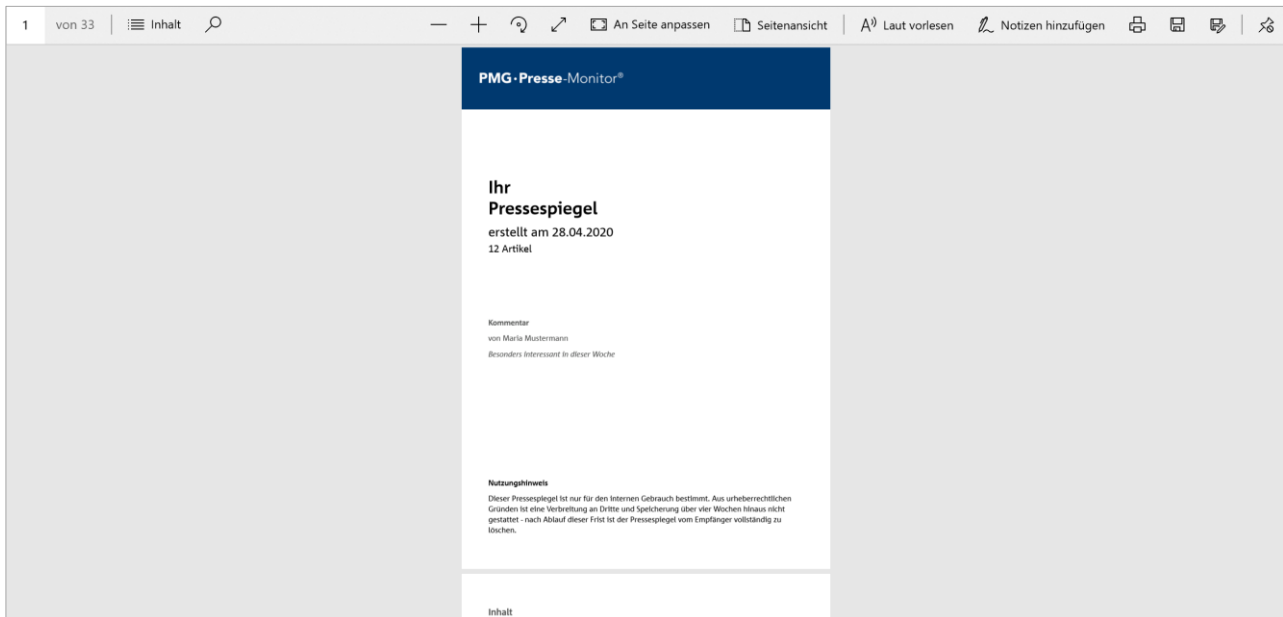 1 von 33 Inhalt An Seite anpassen Seitenansicht Laut vorlesen Notizen hinzufügen
PMG·Presse-Monitor®
Ihr
Pressespiegel
erstellt am 28.04.2020
12 Artikel
Kommentar
von Maria Mustermann
Besonders interessant in dieser Woche
Nutzungshinweis
Dieser Pressespiegel ist nur für den internen Gebrauch bestimmt. Aus urheberrechtlichen
Gründen ist eine Verbreitung an Dritte und Speicherung über vier Wochen hinaus nicht
gestattet - nach Ablauf dieser Frist ist der Pressespiegel vom Empfänger vollständig zu
löschen.
Inhalt